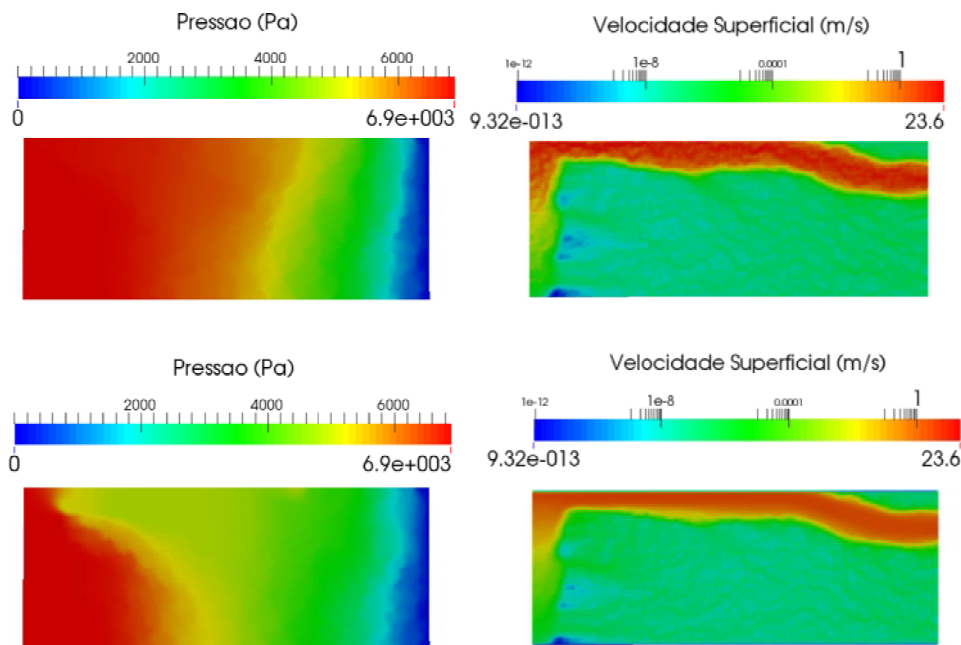 Pressao (Pa)
2000 4000 6000
0 6.9e+003
Velocidade Superficial (m/s)
1e-12 1e-8 0.0001 1
9.32e-013 23.6
Pressao (Pa)
2000 4000 6000
0 6.9e+003
Velocidade Superficial (m/s)
1e-12 1e-8 0.0001 1
9.32e-013 23.6